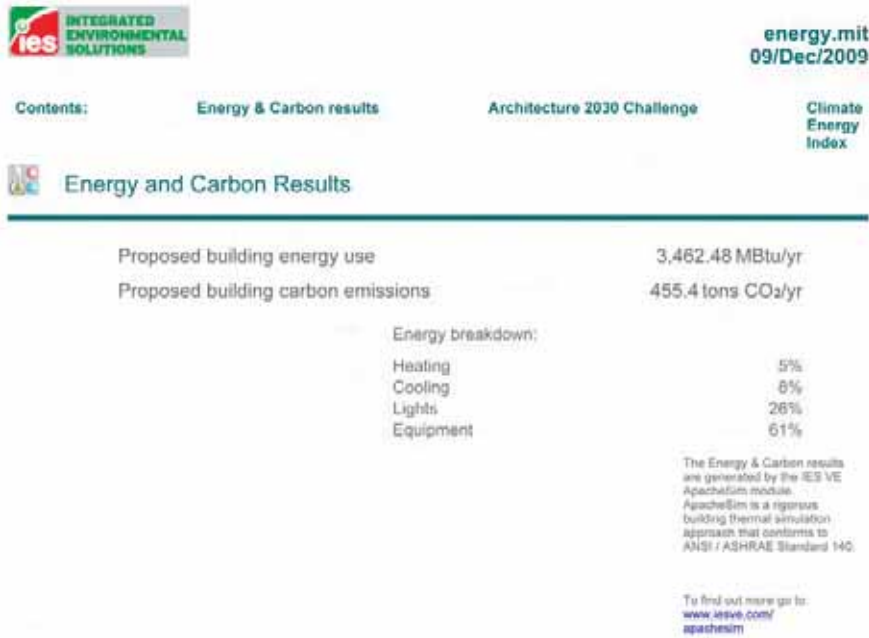 ies
INTEGRATED
ENVIRONMENTAL
SOLUTIONS
energy.mit
09/Dec/2009
Contents:
Energy & Carbon results
Architecture 2030 Challenge
Climate
Energy
Index
Energy and Carbon Results
Proposed building energy use 3,462.48 MBtu/yr
Proposed building carbon emissions 455.4 tons CO₂/yr
Energy breakdown:
Heating 5%
Cooling 8%
Lights 26%
Equipment 61%
The Energy & Carbon results
are generated by the IES VE
ApacheSim module.
ApacheSim is a rigorous
building thermal simulation
approach that conforms to
ANSI / ASHRAE Standard 140.
To find out more go to:
www.iesve.com/
apachesim